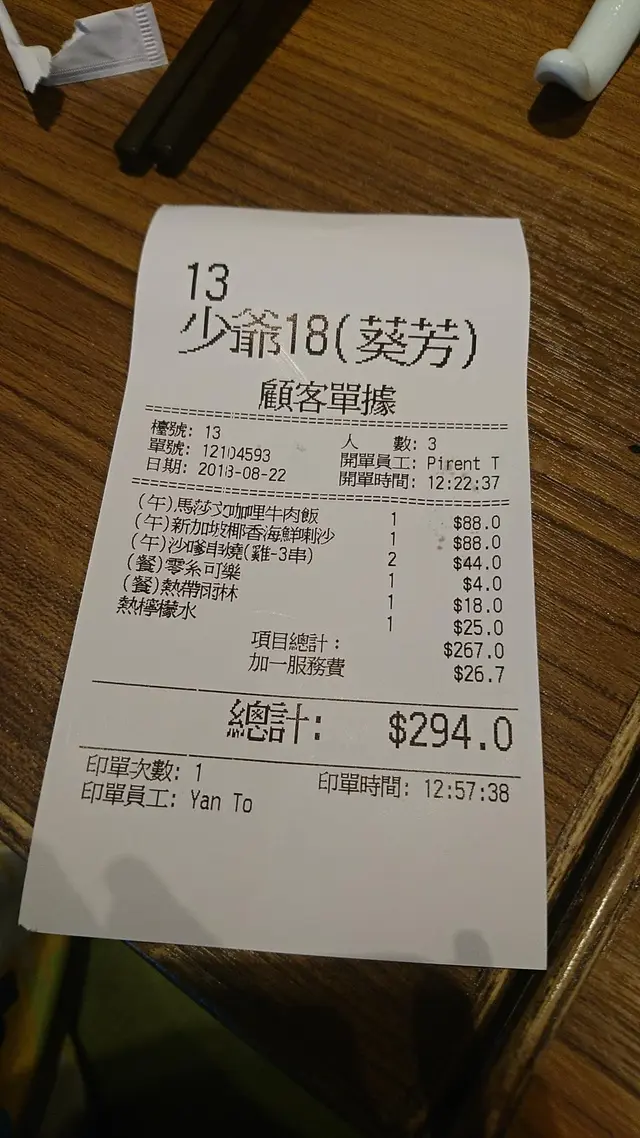 13
少爺18(葵芳)
顧客單據
檯號: 13 人 數: 3
單號: 12104593 開單員工: Pirent T
日期: 2018-08-22 開單時間: 12:22:37
(午)馬莎文咖哩牛肉飯 1 $88.0
(午)新加坡椰香海鮮喇沙 1 $88.0
(午)沙嗲串燒(雞-3串) 2 $44.0
(餐)零系可樂 1 $4.0
(餐)熱帶雨林 1 $18.0
熱檸檬水 1 $25.0
項目總計: $267.0
加一服務費 $26.7
總計: $294.0
印單次數: 1 印單時間: 12:57:38
印單員工: Yan To